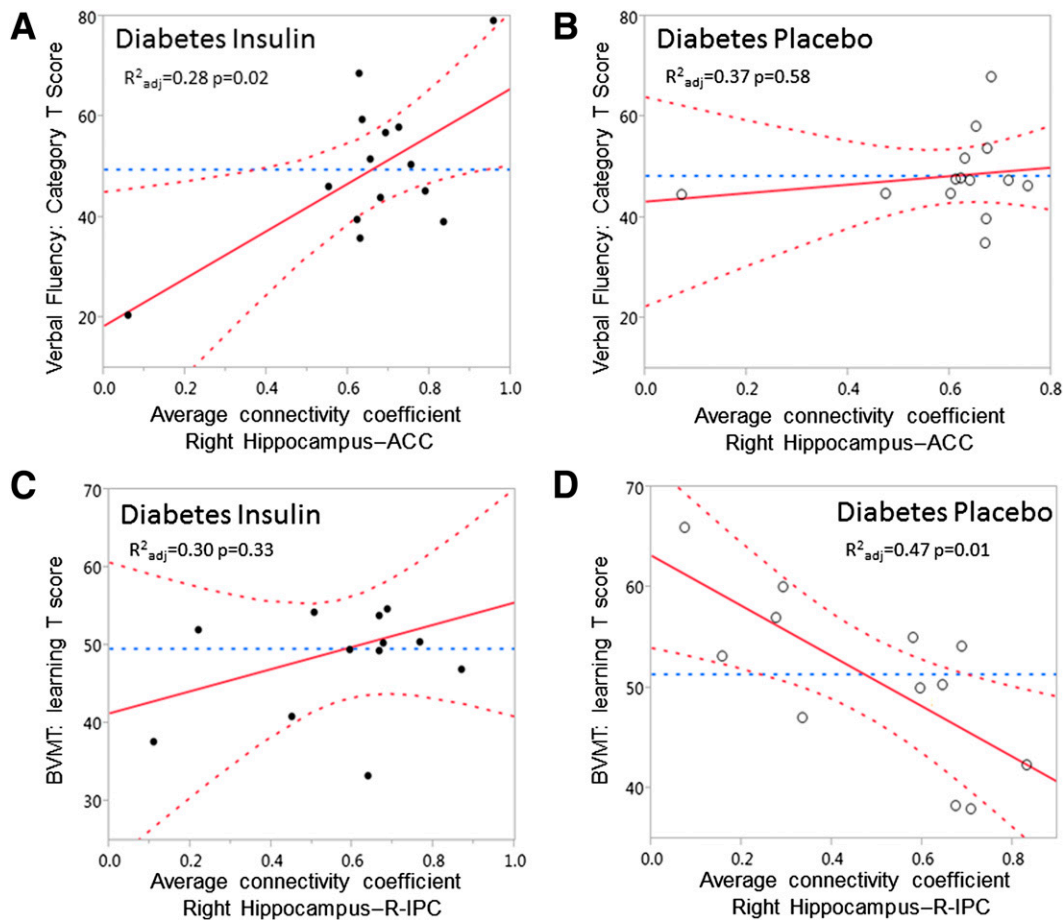 A
Diabetes Insulin
R²adj=0.28 p=0.02
Verbal Fluency: Category T Score
80
60
40
20
0.0 0.2 0.4 0.6 0.8 1.0
Average connectivity coefficient
Right Hippocampus–ACC
B
Diabetes Placebo
R²adj=0.37 p=0.58
Verbal Fluency: Category T Score
80
60
40
20
0.0 0.2 0.4 0.6 0.8
Average connectivity coefficient
Right Hippocampus–ACC
C
Diabetes Insulin
R²adj=0.30 p=0.33
BVMT: learning T score
70
60
50
40
30
0.0 0.2 0.4 0.6 0.8 1.0
Average connectivity coefficient
Right Hippocampus–R-IPC
D
Diabetes Placebo
R²adj=0.47 p=0.01
BVMT: learning T score
70
60
50
40
0.0 0.2 0.4 0.6 0.8
Average connectivity coefficient
Right Hippocampus–R-IPC